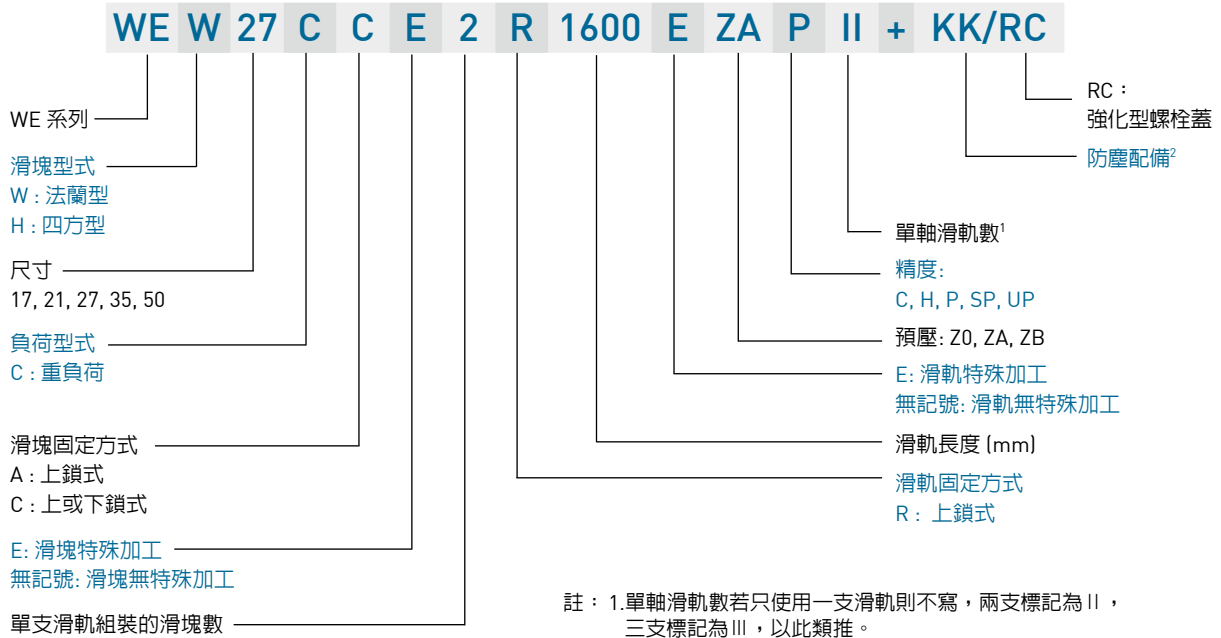 WE W 27 C C E 2 R 1600 E ZA P II + KK/RC
WE 系列
滑塊型式
W : 法蘭型
H : 四方型
尺寸
17, 21, 27, 35, 50
負荷型式
C : 重負荷
滑塊固定方式
A : 上鎖式
C : 上或下鎖式
E: 滑塊特殊加工
無記號: 滑塊無特殊加工
單支滑軌組裝的滑塊數
RC：
強化型螺栓蓋
防塵配備²
單軸滑軌數¹
精度:
C, H, P, SP, UP
預壓: Z0, ZA, ZB
E: 滑軌特殊加工
無記號: 滑軌無特殊加工
滑軌長度 (mm)
滑軌固定方式
R : 上鎖式
註： 1.單軸滑軌數若只使用一支滑軌則不寫，兩支標記為II，
三支標記為III，以此類推。